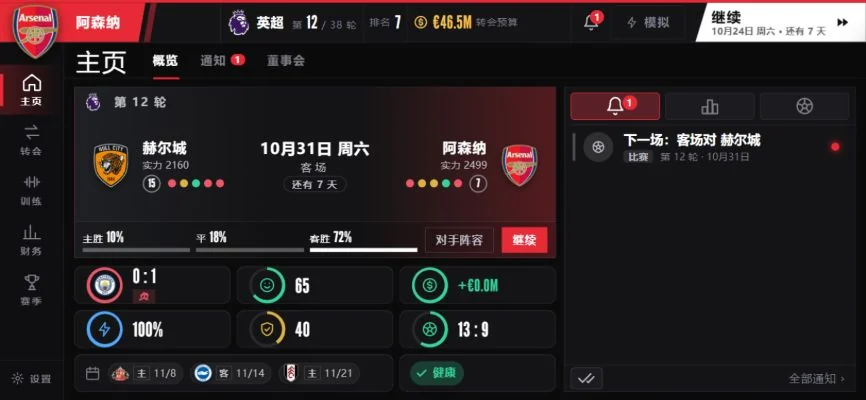 Arsenal
阿森纳
英超 第 12 / 38 轮
排名 7
€46.5M 转会预算
1
模拟
继续
10月24日 周六 · 还有 7 天
主页
转会
训练
财务
赛季
设置
主页
概览
通知 1
董事会
第 12 轮
HULL CITY
赫尔城
实力 2160
15
10月31日 周六
客场
还有 7 天
阿森纳
实力 2499
7
Arsenal
主胜 10%
平 18%
客胜 72%
对手阵容
继续
0 : 1
负
65
+€0.0M
100%
40
13 : 9
主 11/8
客 11/14
主 11/21
健康
1
下一场：客场对 赫尔城
比赛 第 12 轮 · 10月31日
全部通知 ›